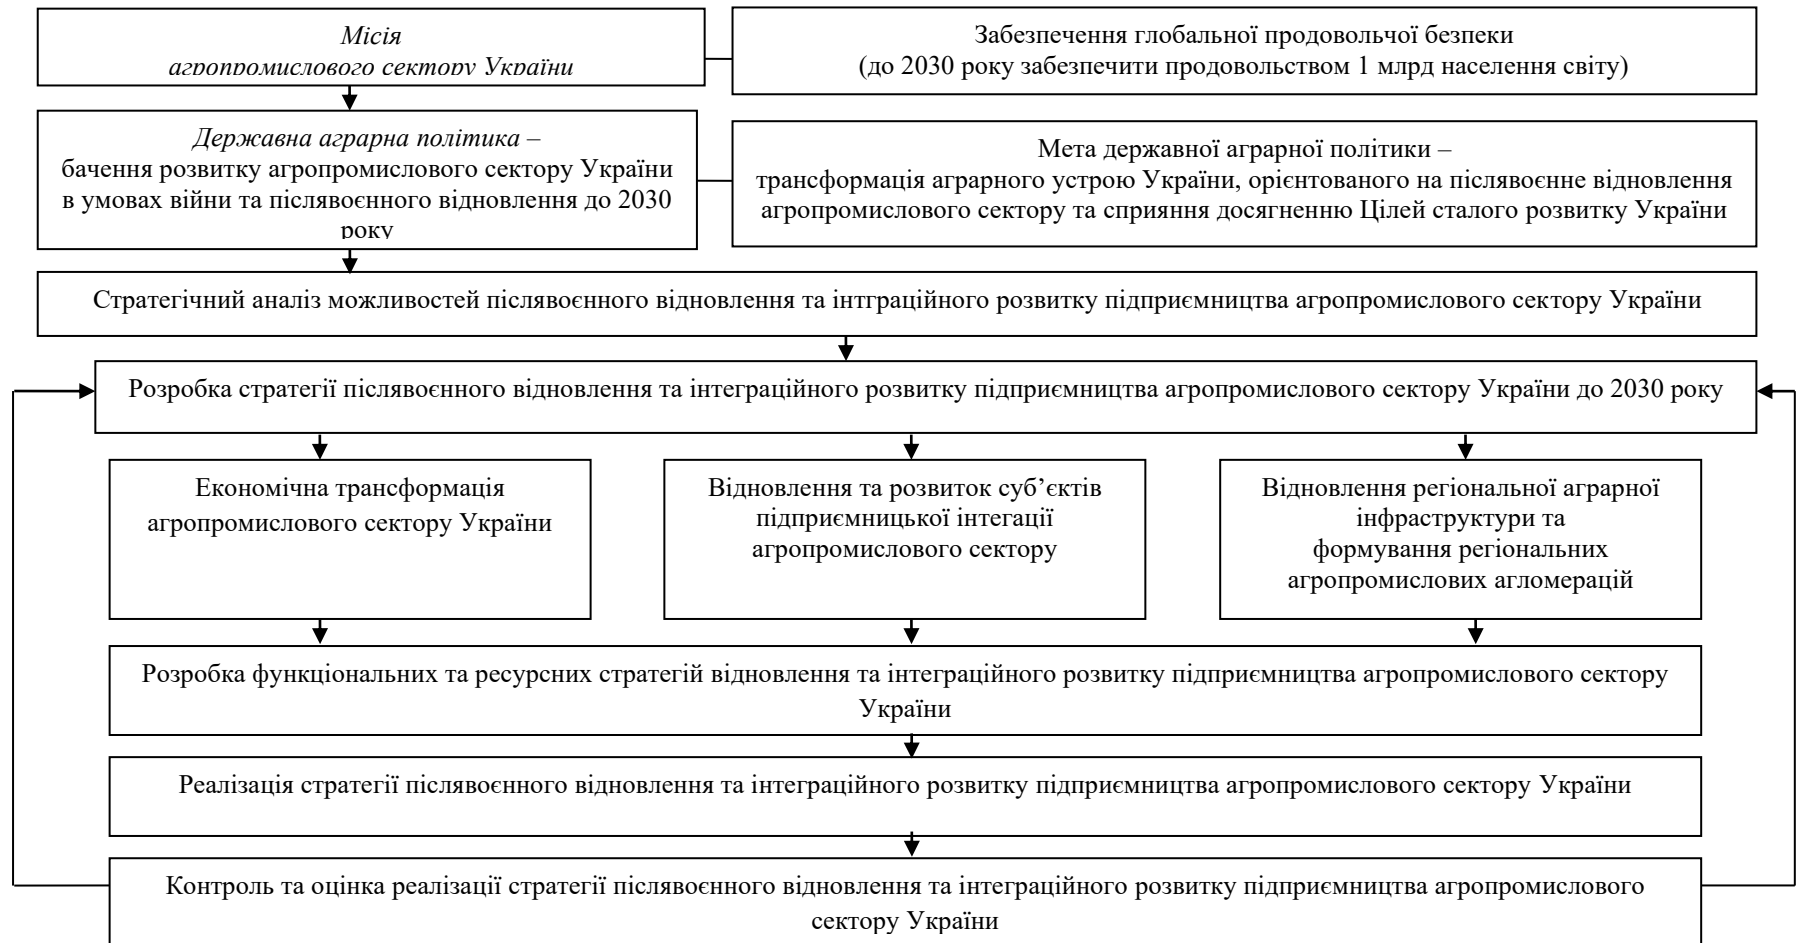 Місія
агропромислового сектору України
Забезпечення глобальної продовольчої безпеки
(до 2030 року забезпечити продовольством 1 млрд населення світу)
Державна аграрна політика –
бачення розвитку агропромислового сектору України
в умовах війни та післявоєнного відновлення до 2030
року
Мета державної аграрної політики –
трансформація аграрного устрою України, орієнтованого на післявоєнне відновлення
агропромислового сектору та сприяння досягненню Цілей сталого розвитку України
Стратегічний аналіз можливостей післявоєнного відновлення та інтграційного розвитку підприємництва агропромислового сектору України
Розробка стратегії післявоєнного відновлення та інтеграційного розвитку підприємництва агропромислового сектору України до 2030 року
Економічна трансформація
агропромислового сектору України
Відновлення та розвиток суб’єктів
підприємницької інтегації
агропромислового сектору
Відновлення регіональної аграрної
інфраструктури та
формування регіональних
агропромислових агломерацій
Розробка функціональних та ресурсних стратегій відновлення та інтеграційного розвитку підприємництва агропромислового сектору
України
Реалізація стратегії післявоєнного відновлення та інтеграційного розвитку підприємництва агропромислового сектору України
Контроль та оцінка реалізації стратегії післявоєнного відновлення та інтеграційного розвитку підприємництва агропромислового
сектору України